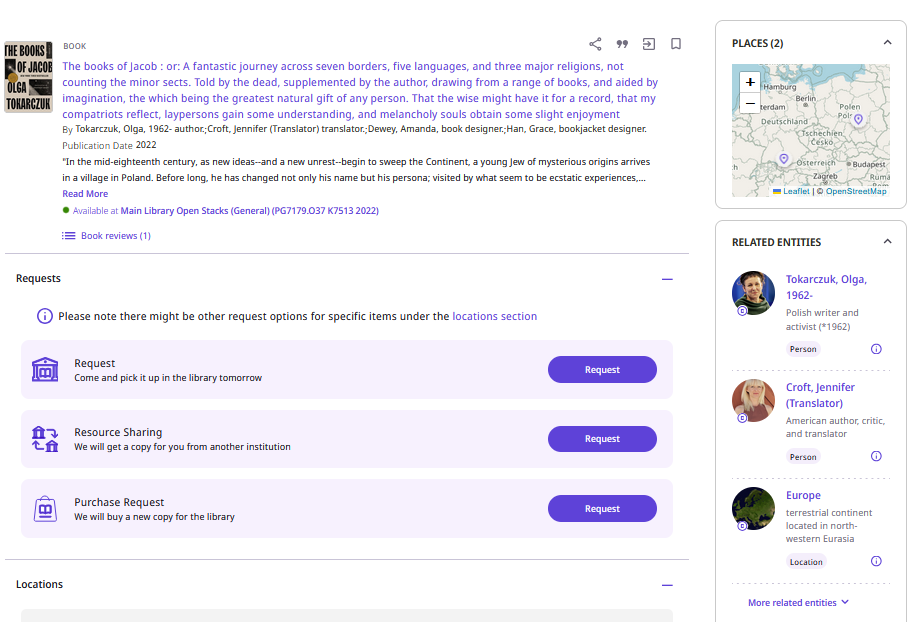 THE BOOKS
OF JACOB
OLGA
TOKARCZUK
BOOK
The books of Jacob : or: A fantastic journey across seven borders, five languages, and three major religions, not
counting the minor sects. Told by the dead, supplemented by the author, drawing from a range of books, and aided by
imagination, the which being the greatest natural gift of any person. That the wise might have it for a record, that my
compatriots reflect, laypersons gain some understanding, and melancholy souls obtain some slight enjoyment
By Tokarczuk, Olga, 1962- author.;Croft, Jennifer (Translator) translator.;Dewey, Amanda, book designer.;Han, Grace, bookjacket designer.
Publication Date 2022
"In the mid-eighteenth century, as new ideas--and a new unrest--begin to sweep the Continent, a young Jew of mysterious origins arrives
in a village in Poland. Before long, he has changed not only his name but his persona; visited by what seem to be ecstatic experiences,...
Read More
Available at Main Library Open Stacks (General) (PG7179.O37 K7513 2022)
Book reviews (1)
Requests
Please note there might be other request options for specific items under the locations section
Request
Come and pick it up in the library tomorrow
Request
Resource Sharing
We will get a copy for you from another institution
Request
Purchase Request
We will buy a new copy for the library
Request
Locations
PLACES (2)
+
−
Hamburg
terdam
Berlin
Polen
Deutschland
Tschechien
Česko
Österreich
Budapest
Zagreb
Ruma
ch
Leaflet | © OpenStreetMap
RELATED ENTITIES
Tokarczuk, Olga,
1962-
Polish writer and
activist (*1962)
Person
Croft, Jennifer
(Translator)
American author, critic,
and translator
Person
Europe
terrestrial continent
located in north-
western Eurasia
Location
More related entities